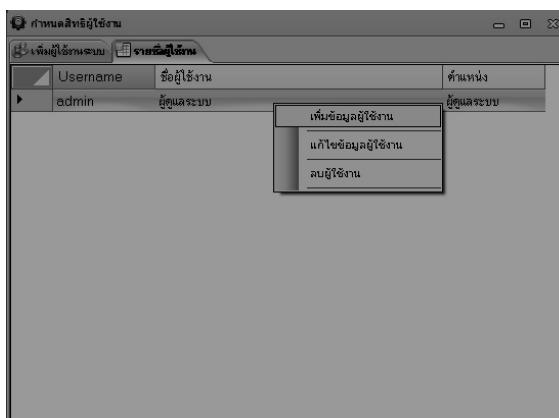 กำหนดสิทธิผู้ใช้งาน
เพิ่มผู้ใช้งานระบบ รายชื่อผู้ใช้งาน
Username ชื่อผู้ใช้งาน ตำแหน่ง
admin ผู้ดูแลระบบ ผู้ดูแลระบบ
เพิ่มข้อมูลผู้ใช้งาน
แก้ไขข้อมูลผู้ใช้งาน
ลบผู้ใช้งาน